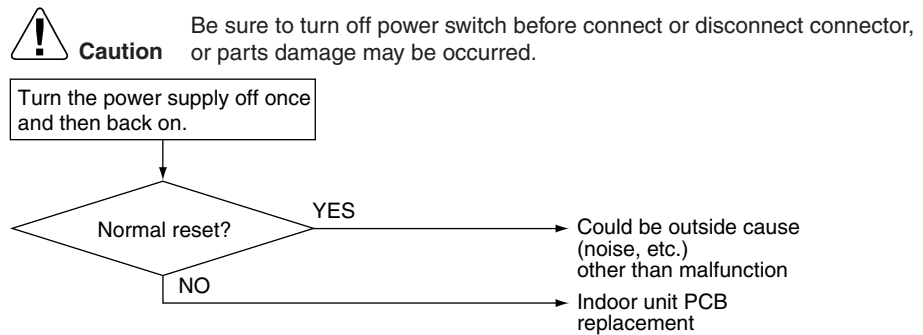 Be sure to turn off power switch before connect or disconnect connector,
Caution or parts damage may be occurred.
Turn the power supply off once
and then back on.
Normal reset?
YES
Could be outside cause
(noise, etc.)
other than malfunction
NO
Indoor unit PCB
replacement